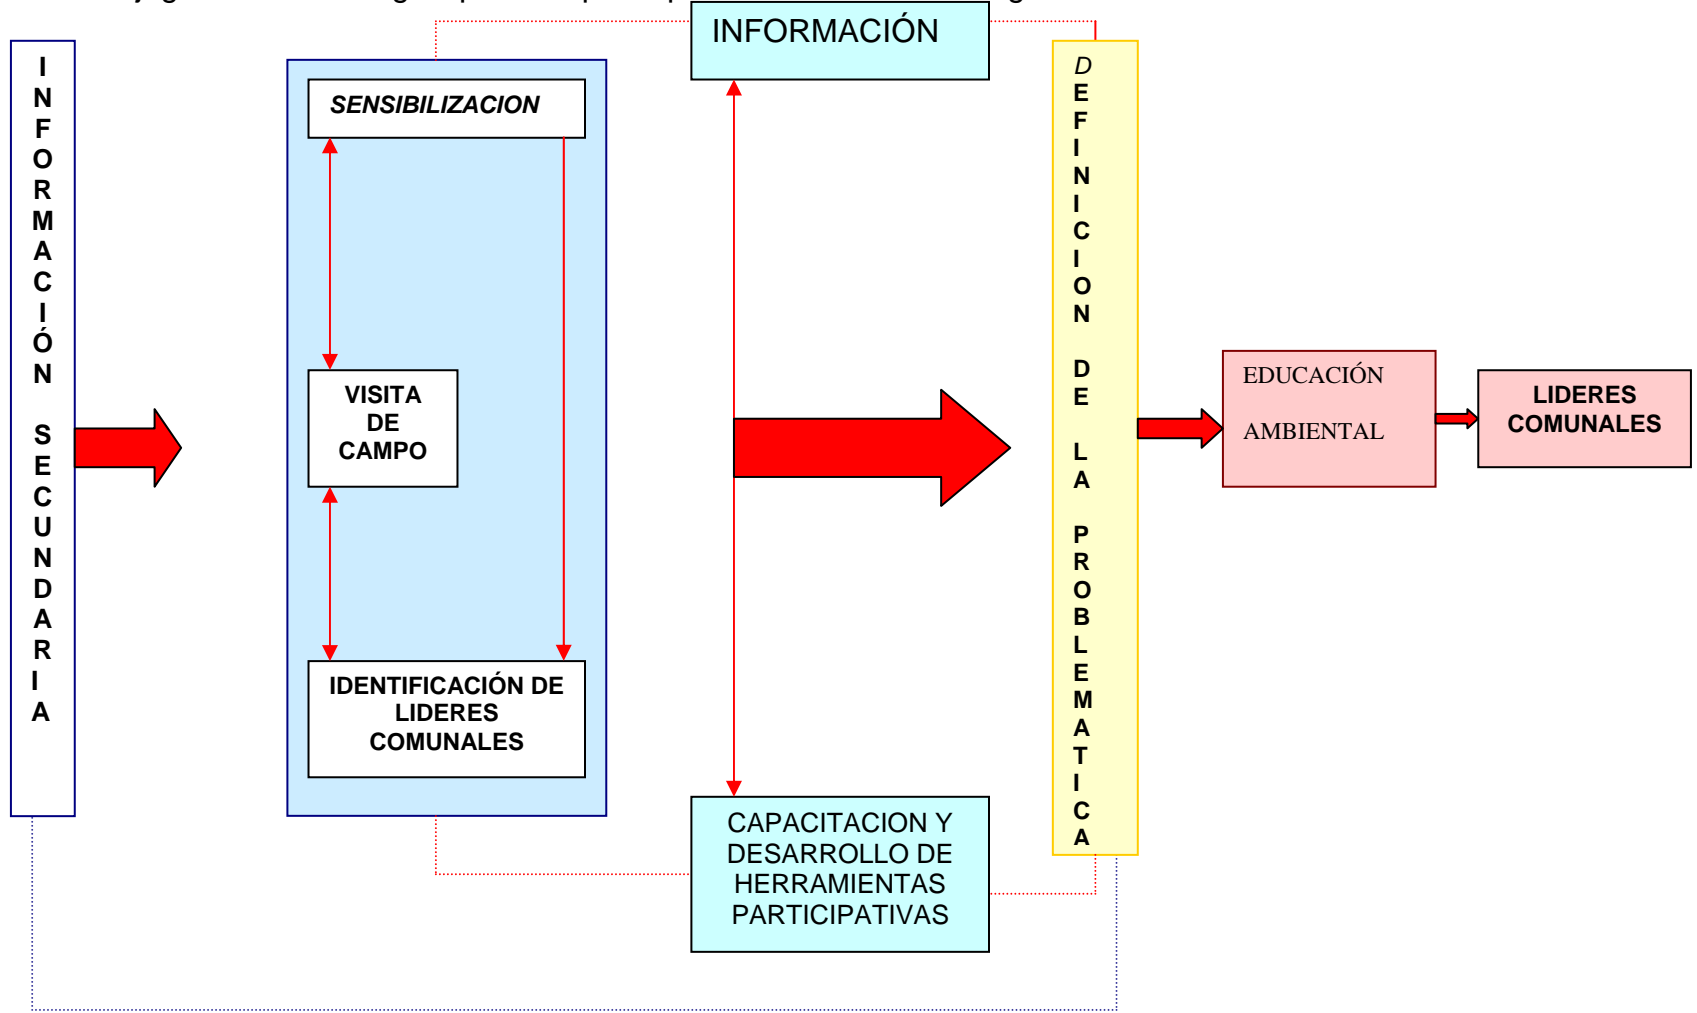 INFORMACIÓN SECUNDARIA
SENSIBILIZACION
VISITA
DE
CAMPO
IDENTIFICACIÓN DE
LIDERES
COMUNALES
INFORMACIÓN
CAPACITACION Y
DESARROLLO DE
HERRAMIENTAS
PARTICIPATIVAS
DEFINICION DE LA PROBLEMATICA
EDUCACIÓN
AMBIENTAL
LIDERES
COMUNALES